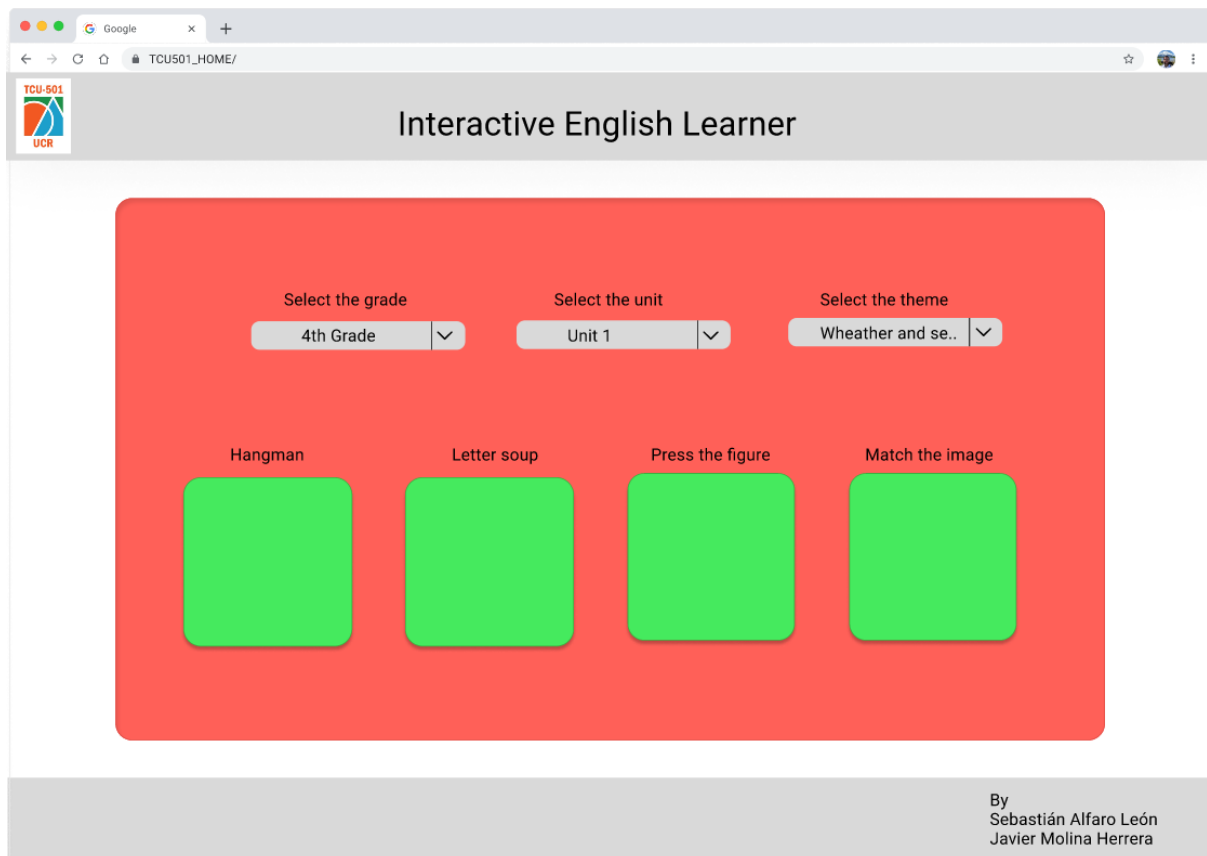 Google
TCU501_HOME/
TCU-501
UCR
Interactive English Learner
Select the grade
Select the unit
Select the theme
4th Grade
Unit 1
Wheather and se..
Hangman
Letter soup
Press the figure
Match the image
By
Sebastián Alfaro León
Javier Molina Herrera